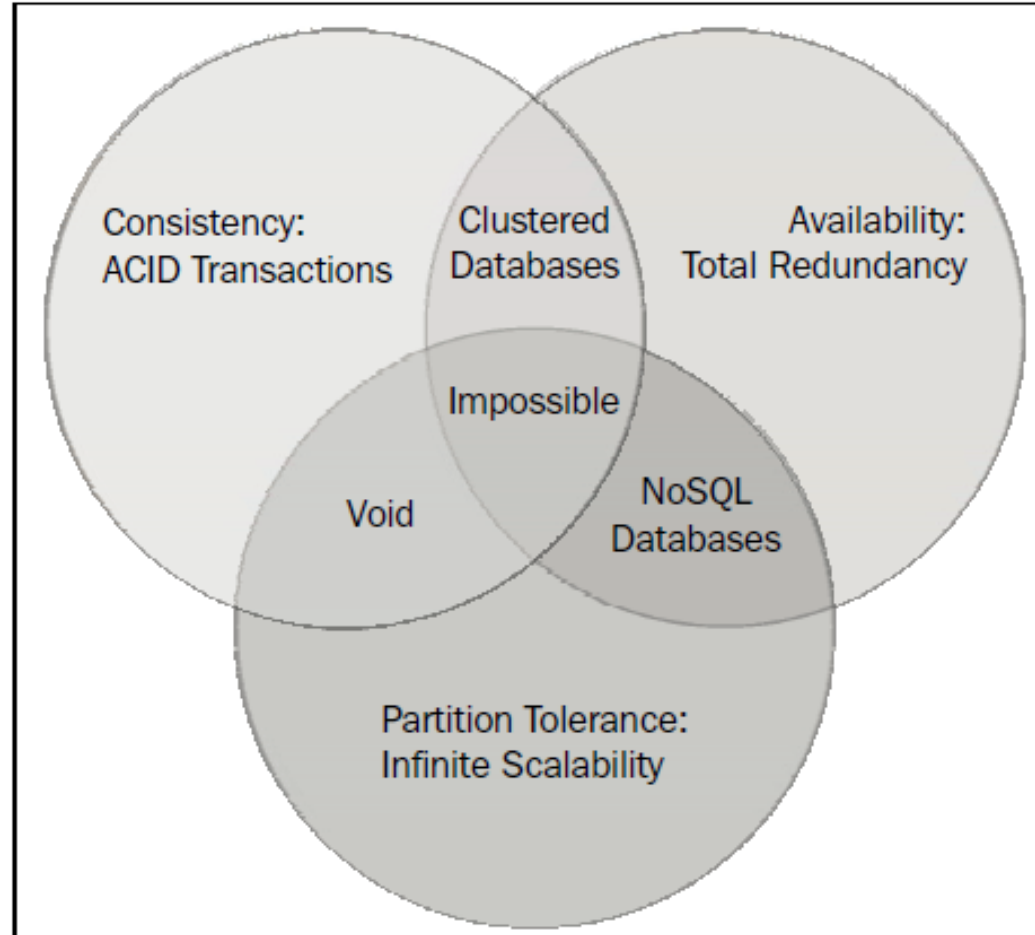 Consistency:
ACID Transactions
Clustered
Databases
Availability:
Total Redundancy
Impossible
Void
NoSQL
Databases
Partition Tolerance:
Infinite Scalability